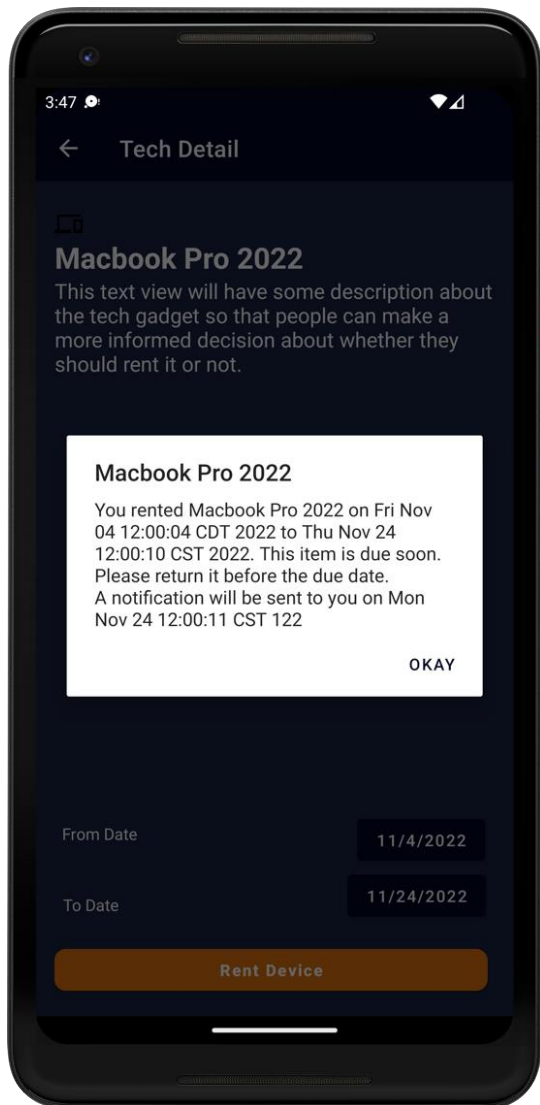 3:47
Tech Detail
Macbook Pro 2022
This text view will have some description about
the tech gadget so that people can make a
more informed decision about whether they
should rent it or not.
Macbook Pro 2022
You rented Macbook Pro 2022 on Fri Nov
04 12:00:04 CDT 2022 to Thu Nov 24
12:00:10 CST 2022. This item is due soon.
Please return it before the due date.
A notification will be sent to you on Mon
Nov 24 12:00:11 CST 122
OKAY
From Date
11/4/2022
To Date
11/24/2022
Rent Device